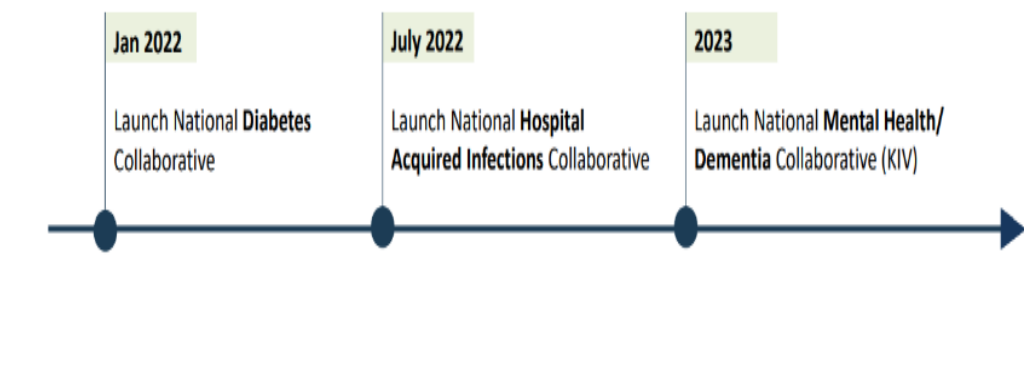 Jan 2022
Launch National Diabetes
Collaborative
July 2022
Launch National Hospital
Acquired Infections Collaborative
2023
Launch National Mental Health/
Dementia Collaborative (KIV)